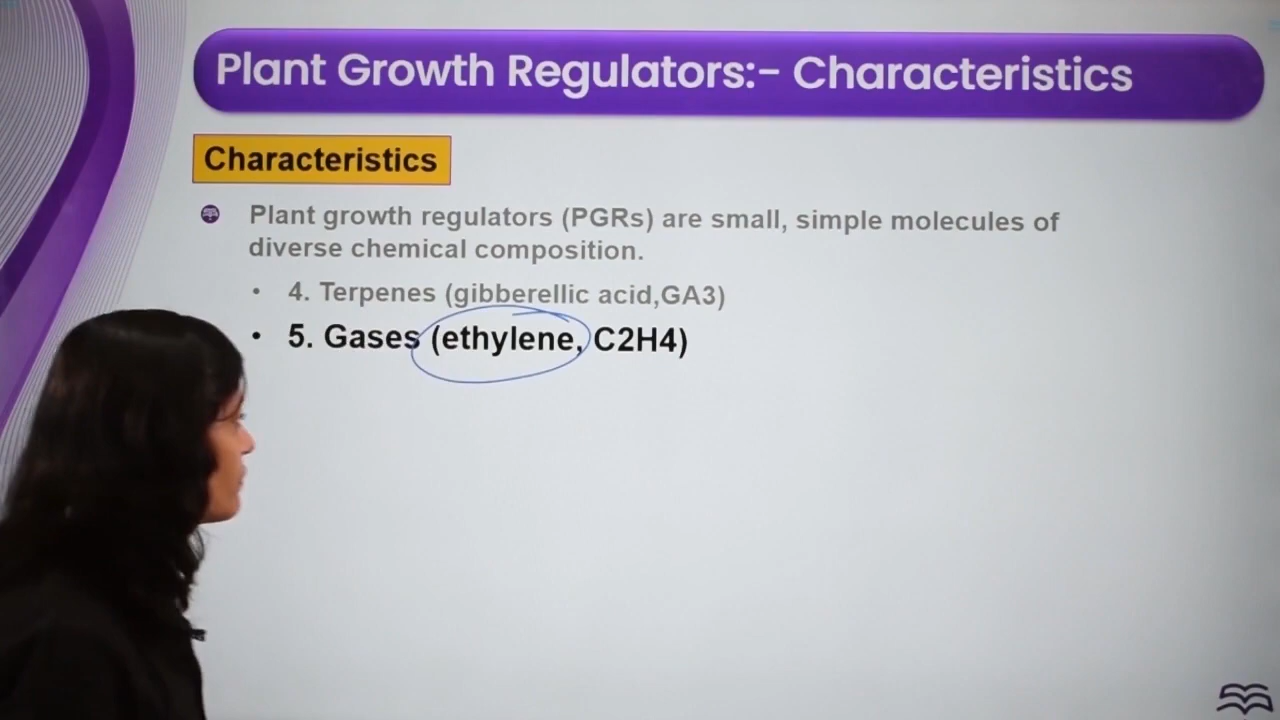 Plant Growth Regulators:- Characteristics
Characteristics
Plant growth regulators (PGRs) are small, simple molecules of
diverse chemical composition.
• 4. Terpenes (gibberellic acid,GA3)
• 5. Gases (ethylene, C2H4)